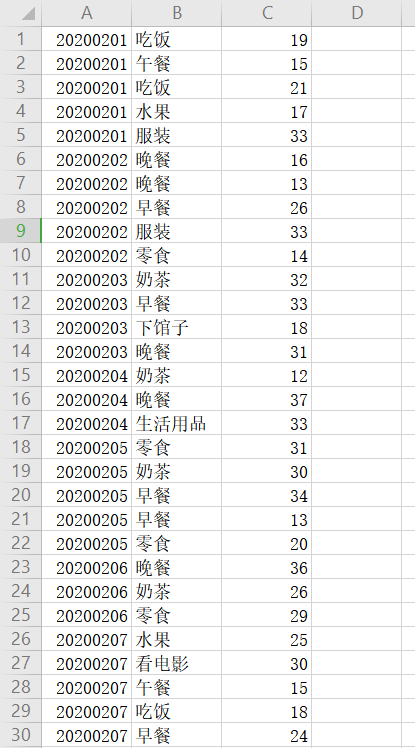 A B C D
1 20200201 吃饭 19
2 20200201 午餐 15
3 20200201 吃饭 21
4 20200201 水果 17
5 20200201 服装 33
6 20200202 晚餐 16
7 20200202 晚餐 13
8 20200202 早餐 26
9 20200202 服装 33
10 20200202 零食 14
11 20200203 奶茶 32
12 20200203 早餐 33
13 20200203 下馆子 18
14 20200203 晚餐 31
15 20200204 奶茶 12
16 20200204 晚餐 37
17 20200204 生活用品 33
18 20200205 零食 31
19 20200205 奶茶 30
20 20200205 早餐 34
21 20200205 早餐 13
22 20200205 零食 20
23 20200206 晚餐 36
24 20200206 奶茶 26
25 20200206 零食 29
26 20200207 水果 25
27 20200207 看电影 30
28 20200207 午餐 15
29 20200207 吃饭 18
30 20200207 早餐 24